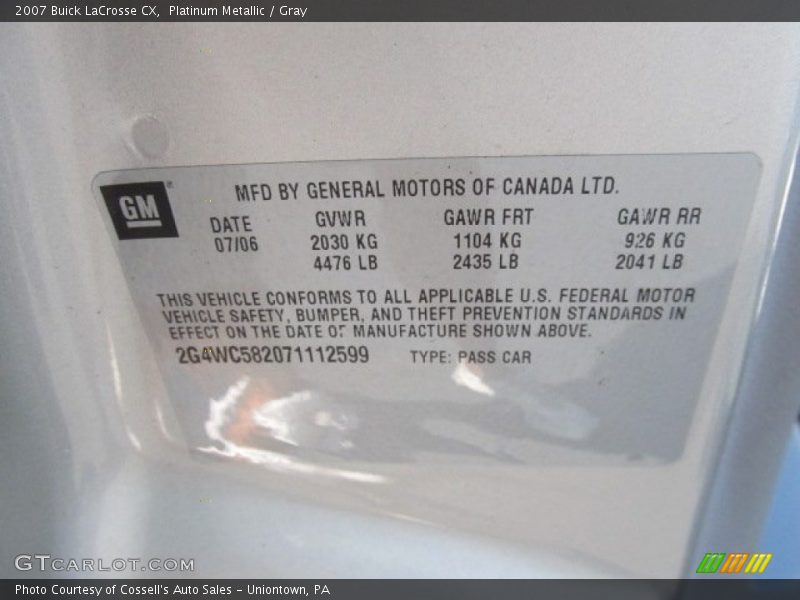 2007 Buick LaCrosse CX, Platinum Metallic / Gray
GM
MFD BY GENERAL MOTORS OF CANADA LTD.
DATE GVWR GAWR FRT GAWR RR
07/06 2030 KG 1104 KG 926 KG
4476 LB 2435 LB 2041 LB
THIS VEHICLE CONFORMS TO ALL APPLICABLE U.S. FEDERAL MOTOR
VEHICLE SAFETY, BUMPER, AND THEFT PREVENTION STANDARDS IN
EFFECT ON THE DATE OF MANUFACTURE SHOWN ABOVE.
2G4WC582071112599 TYPE: PASS CAR
GTCARLOT.COM
Photo Courtesy of Cossell's Auto Sales - Uniontown, PA